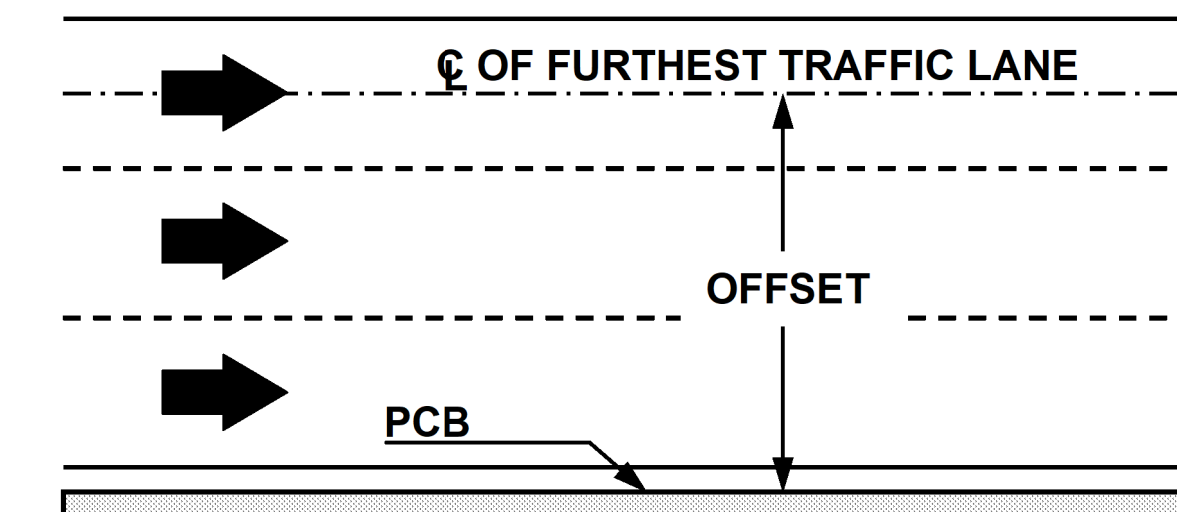 ℄ OF FURTHEST TRAFFIC LANE
OFFSET
PCB